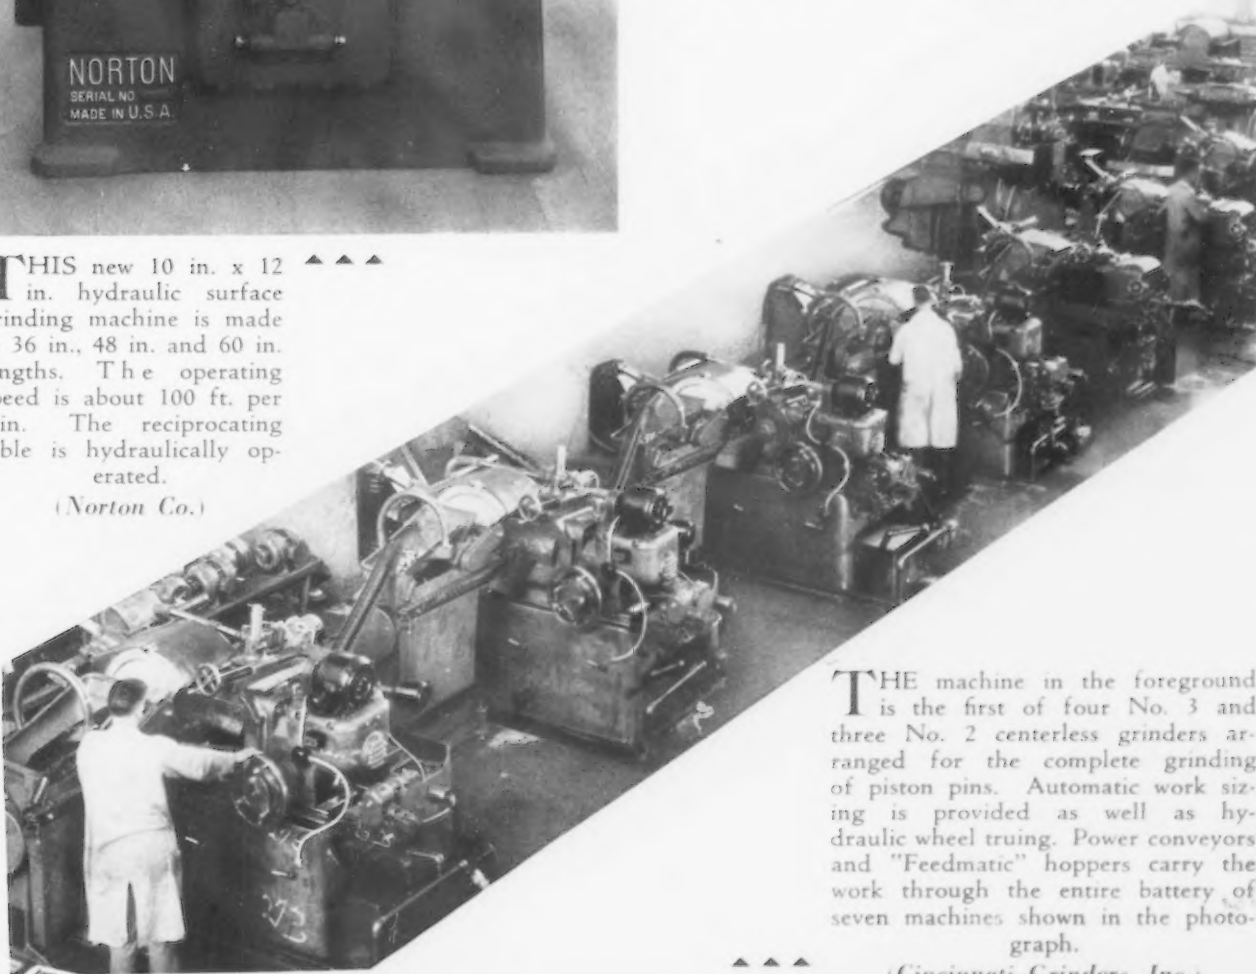 NORTON
SERIAL NO
MADE IN U.S.A.
THIS new 10 in. x 12
in. hydraulic surface
rinding machine is made
36 in., 48 in. and 60 in.
ngths. The operating
peed is about 100 ft. per
in. The reciprocating
ble is hydraulically op-
erated.
(Norton Co.)
273
THE machine in the foreground
is the first of four No. 3 and
three No. 2 centerless grinders ar-
ranged for the complete grinding
of piston pins. Automatic work siz-
ing is provided as well as hy-
draulic wheel truing. Power conveyors
and "Feedmatic" hoppers carry the
work through the entire battery of
seven machines shown in the photo-
graph.
(Cincinnati Grinders, Inc.)